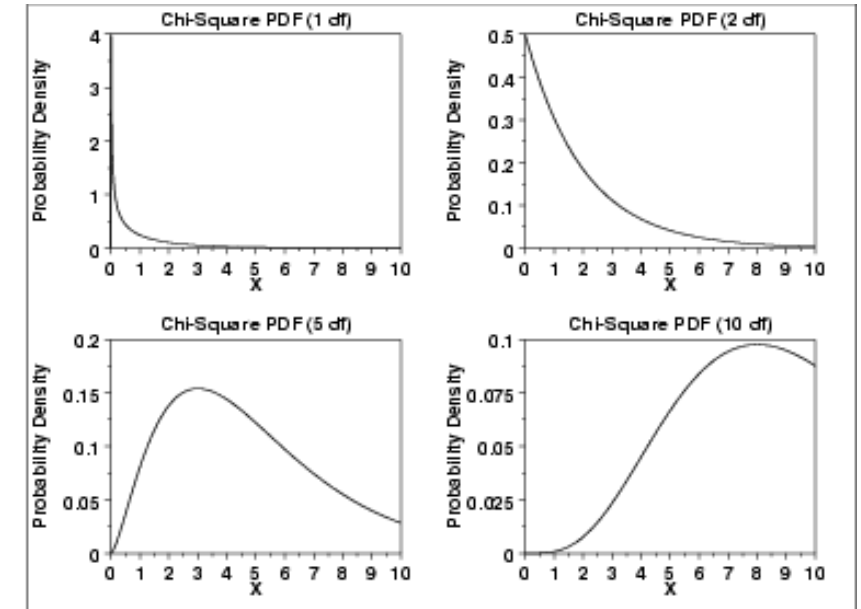 Chi-Square PDF (1 df)
Probability Density
4
3
2
1
0
0 1 2 3 4 5 6 7 8 9 10
X
Chi-Square PDF (2 df)
Probability Density
0.5
0.4
0.3
0.2
0.1
0
0 1 2 3 4 5 6 7 8 9 10
X
Chi-Square PDF (5 df)
Probability Density
0.2
0.15
0.1
0.05
0
0 1 2 3 4 5 6 7 8 9 10
X
Chi-Square PDF (10 df)
Probability Density
0.1
0.075
0.05
0.025
0
0 1 2 3 4 5 6 7 8 9 10
X